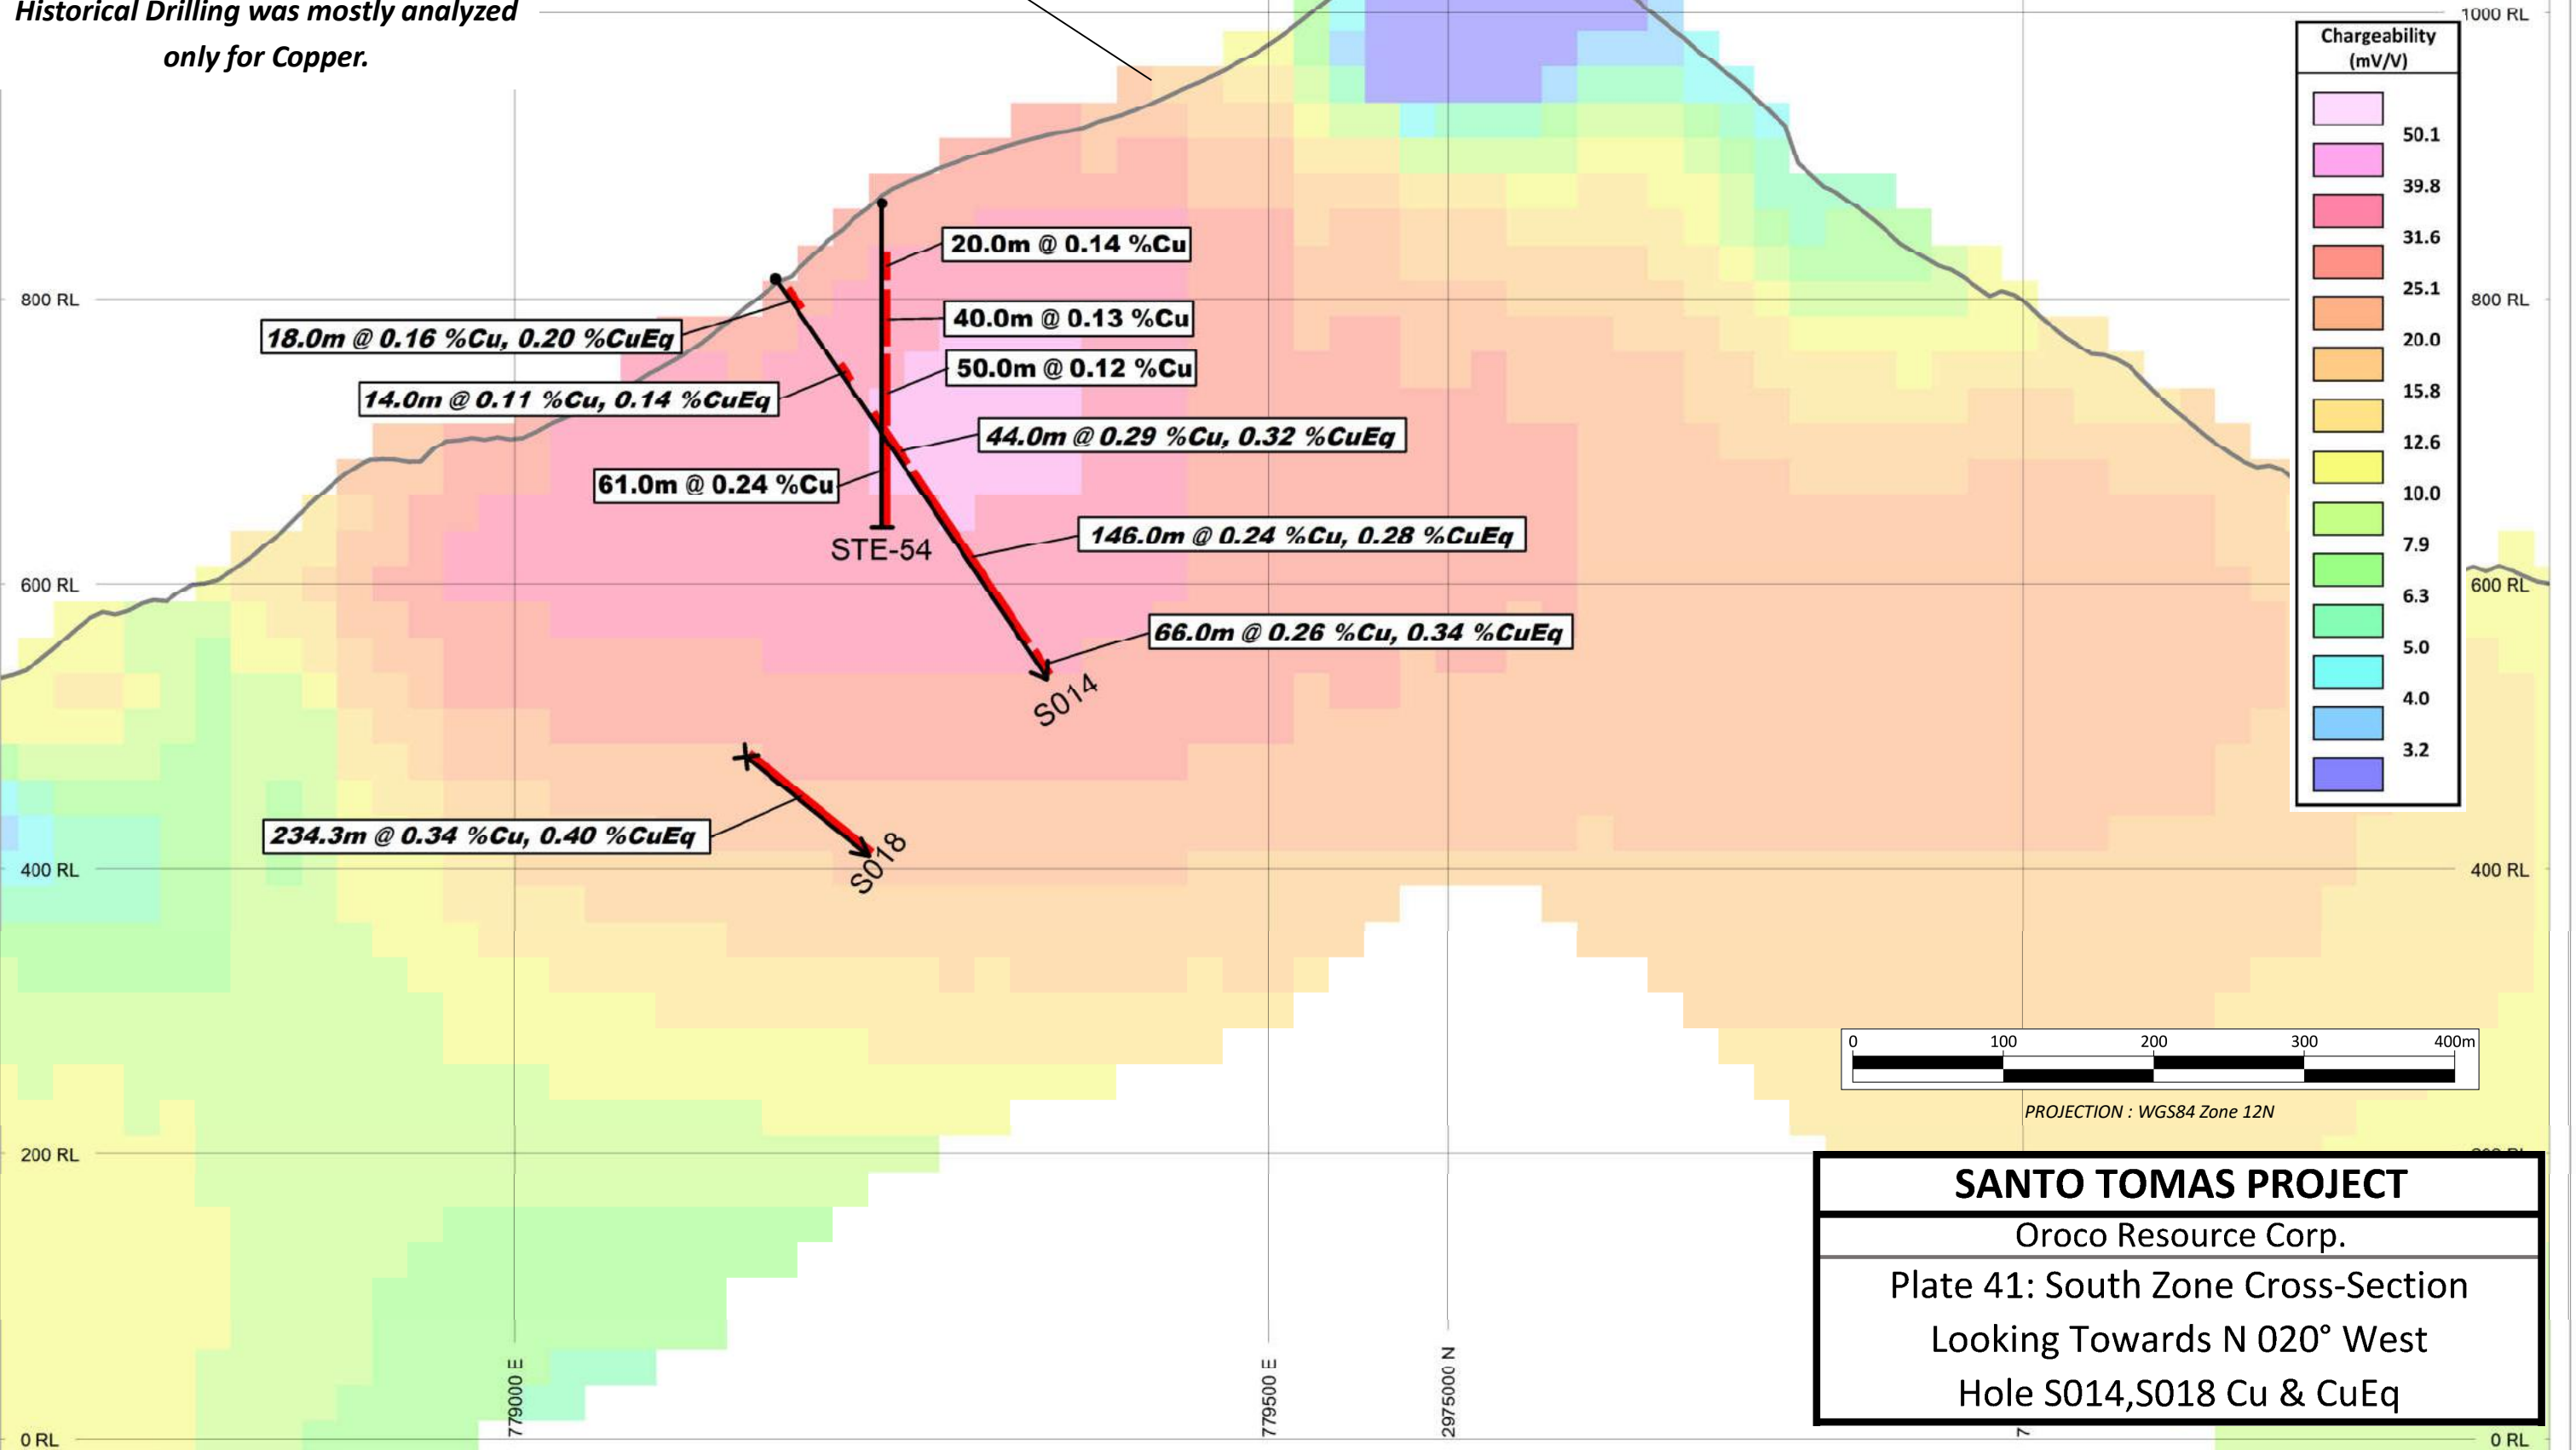 Historical Drilling was mostly analyzed
only for Copper.
1000 RL
Chargeability
(mV/V)
50.1
39.8
31.6
25.1
20.0
15.8
12.6
10.0
7.9
6.3
5.0
4.0
3.2
800 RL
800 RL
600 RL
600 RL
400 RL
400 RL
200 RL
0 RL
0 RL
20.0m @ 0.14 %Cu
40.0m @ 0.13 %Cu
18.0m @ 0.16 %Cu, 0.20 %CuEq
50.0m @ 0.12 %Cu
14.0m @ 0.11 %Cu, 0.14 %CuEq
44.0m @ 0.29 %Cu, 0.32 %CuEq
61.0m @ 0.24 %Cu
146.0m @ 0.24 %Cu, 0.28 %CuEq
STE-54
66.0m @ 0.26 %Cu, 0.34 %CuEq
S014
234.3m @ 0.34 %Cu, 0.40 %CuEq
S018
0 100 200 300 400m
PROJECTION : WGS84 Zone 12N
SANTO TOMAS PROJECT
Oroco Resource Corp.
Plate 41: South Zone Cross-Section
Looking Towards N 020° West
Hole S014,S018 Cu & CuEq
779000 E
779500 E
2975000 N